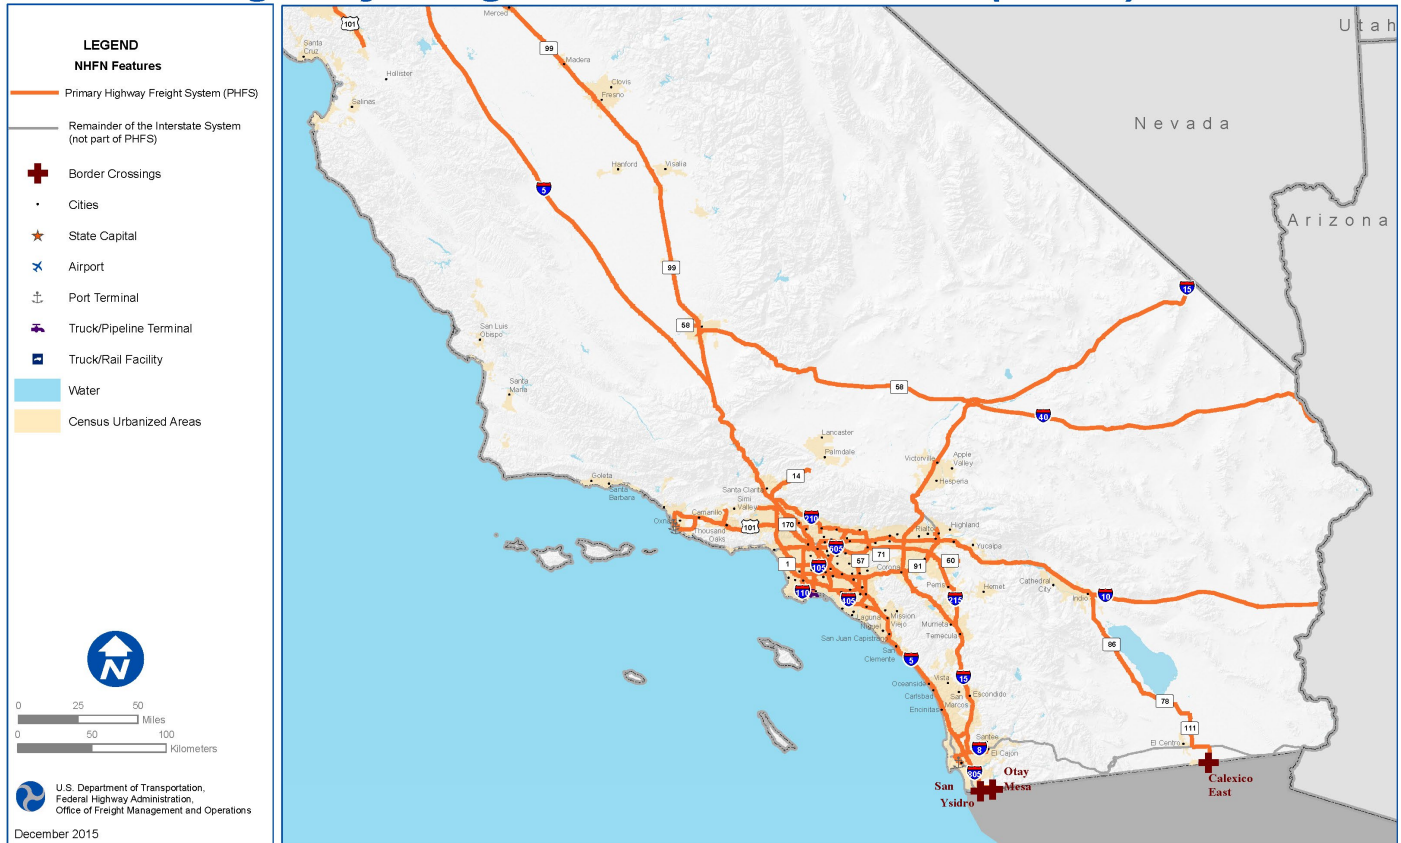 LEGEND
NHFN Features
Primary Highway Freight System (PHFS)
Remainder of the Interstate System
(not part of PHFS)
Border Crossings
Cities
State Capital
Airport
Port Terminal
Truck/Pipeline Terminal
Truck/Rail Facility
Water
Census Urbanized Areas
N
0 25 50
Miles
0 50 100
Kilometers
U.S. Department of Transportation,
Federal Highway Administration,
Office of Freight Management and Operations
December 2015
Utah
Nevada
Arizona
101
Merced
Santa
Cruz
99
Madera
Hollister
Clovis
Fresno
Salinas
Hanford
Visalia
5
99
15
58
San Luis
Obispo
Santa
Maria
58
40
Lancaster
Palmdale
Victorville
Apple
Valley
Hesperia
14
Goleta
Santa
Barbara
Santa Clarita
Simi
Valley
Camarillo
Oxnard
Thousand
Oaks
101
170
210
Rialto
Highland
Yucaipa
605
1
105
57
71
91
60
Corona
110
405
215
Perris
Hemet
Cathedral
City
Indio
10
Laguna
Niguel
Mission
Viejo
Murrieta
Temecula
San Juan Capistrano
San
Clemente
86
5
15
Oceanside
Vista
Carlsbad
San
Marcos
Escondido
Encinitas
78
111
Santee
8
El Cajon
El Centro
805
San
Ysidro
Otay
Mesa
Calexico
East